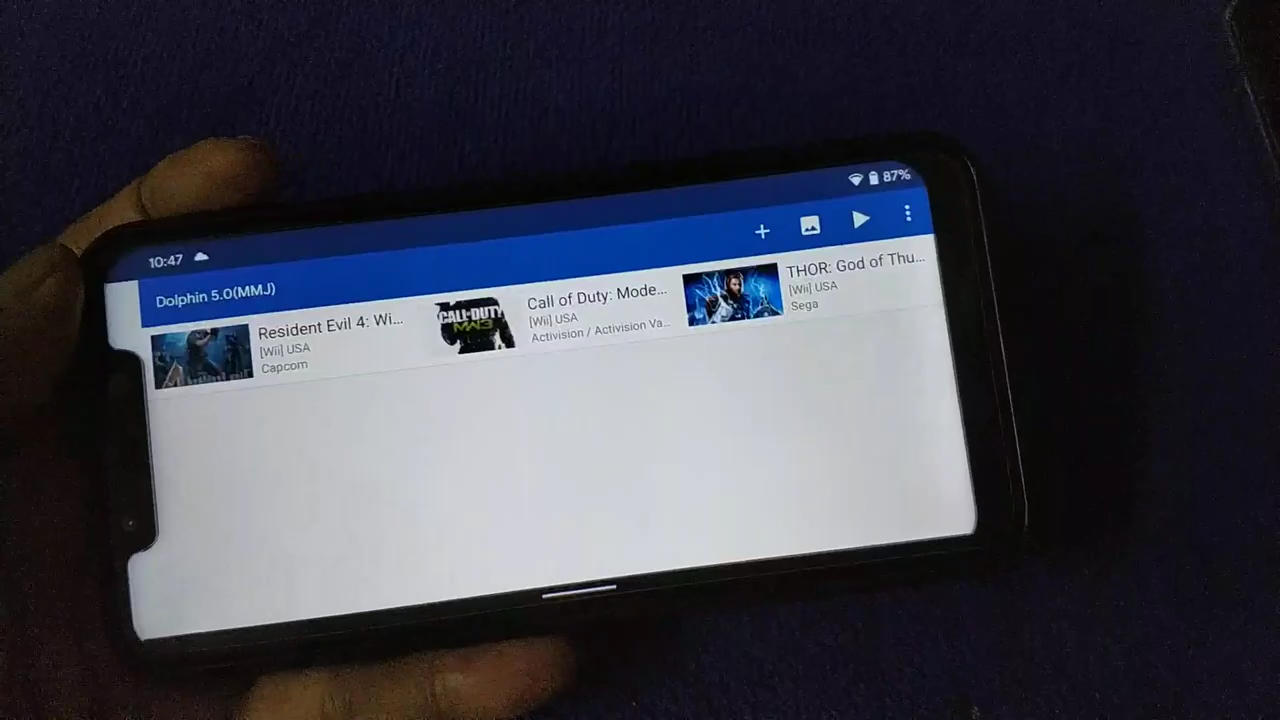 10:47
87%
Dolphin 5.0(MMJ)
Resident Evil 4: Wi...
[Wii] USA
Capcom
CALL·DUTY
MW3
Call of Duty: Mode...
[Wii] USA
Activision / Activision Va...
THOR: God of Thu...
[Wii] USA
Sega